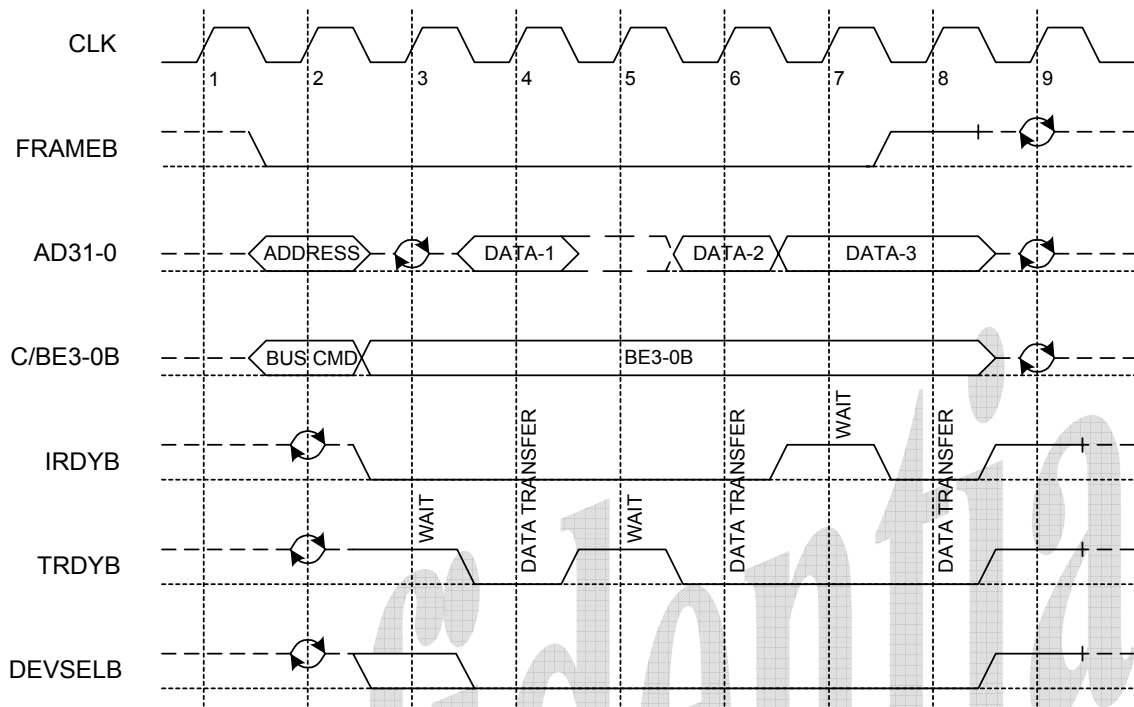 CLK
1 2 3 4 5 6 7 8 9
FRAMEB
AD31-0
ADDRESS DATA-1 DATA-2 DATA-3
C/BE3-0B
BUS CMD BE3-0B
IRDYB
WAIT
DATA TRANSFER
WAIT
DATA TRANSFER
WAIT
DATA TRANSFER
TRDYB
DEVSELB